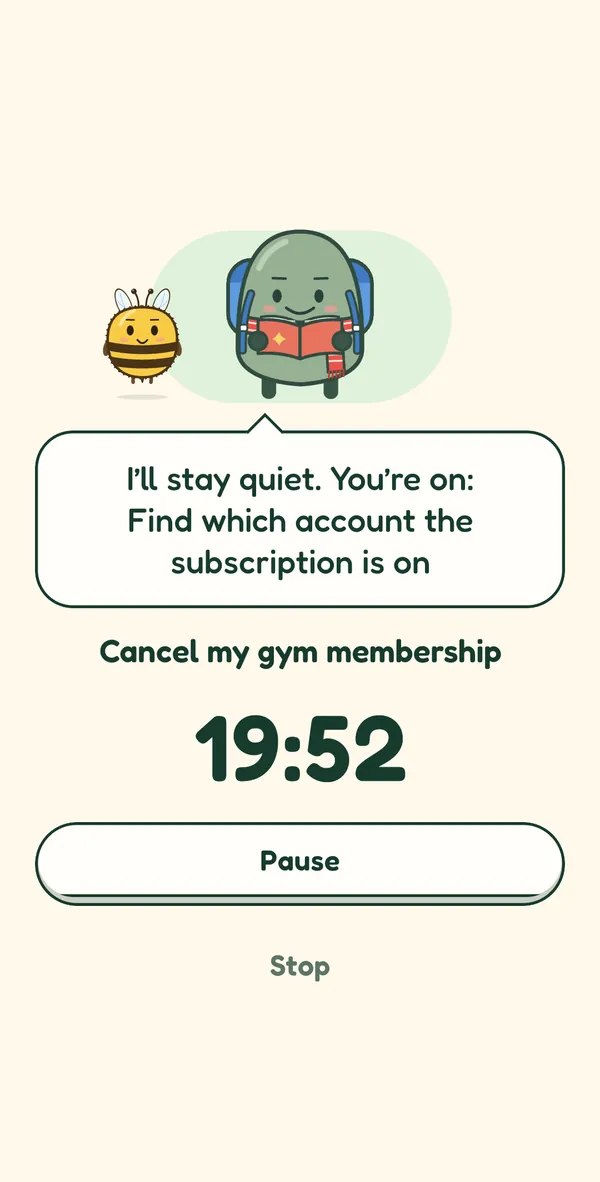 I’ll stay quiet. You’re on:
Find which account the
subscription is on
Cancel my gym membership
19:52
Pause
Stop